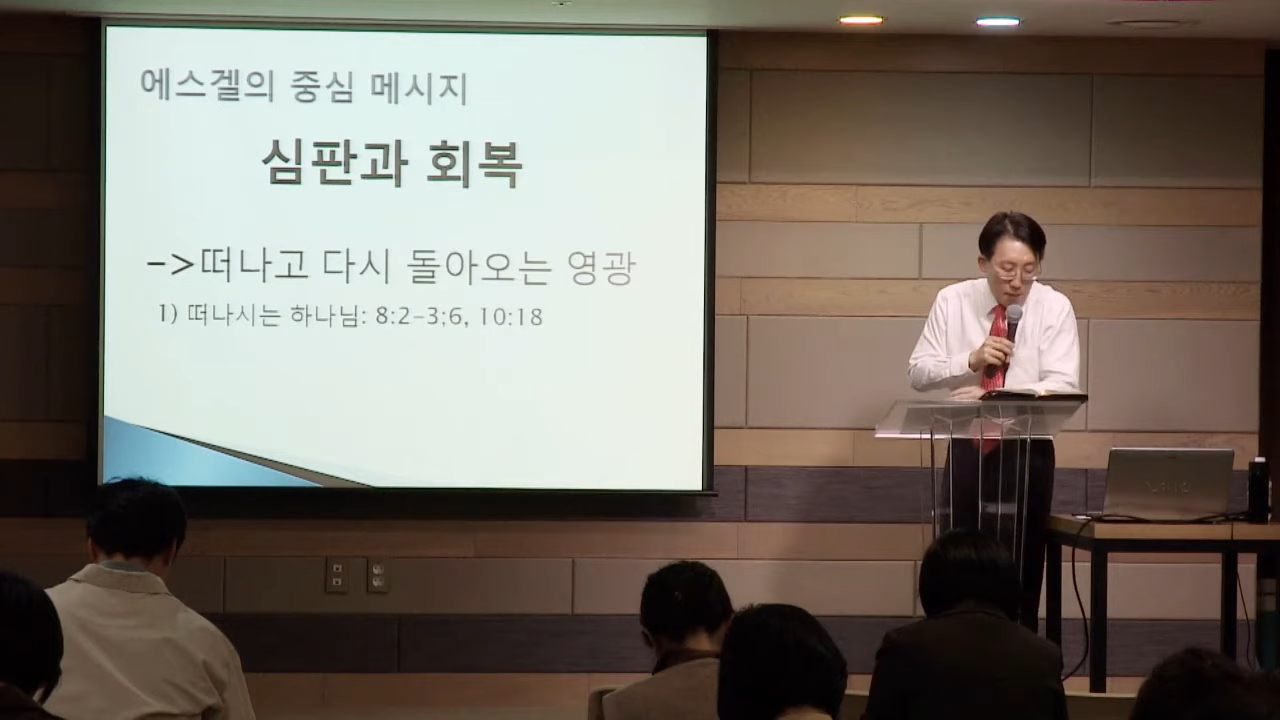 에스겔의 중심 메시지
심판과 회복
->떠나고 다시 돌아오는 영광
1) 떠나시는 하나님: 8:2-3;6, 10:18
VAIO